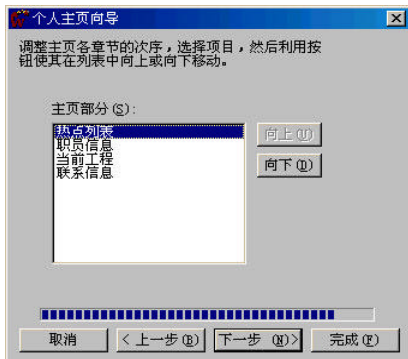 个人主页向导
调整主页各章节的次序，选择项目，然后利用按
钮使其在列表中向上或向下移动。
主页部分(S):
热点列表
职员信息
当前工程
联系信息
向上(U)
向下(D)
取消
<上一步(B)
下一步 (N)>
完成(F)